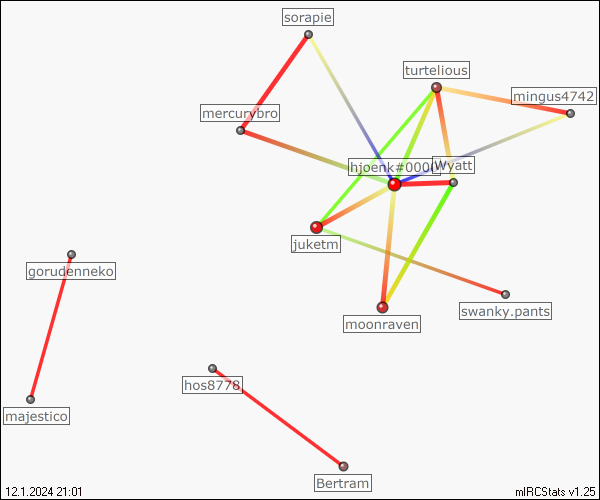 sorapie
turtelious
mingus4742
mercurybro
hjoenk#000
Wyatt
juketm
gorudenneko
swanky.pants
moonraven
hos8778
majestico
Bertram
12.1.2024 21:01
mIRCStats v1.25